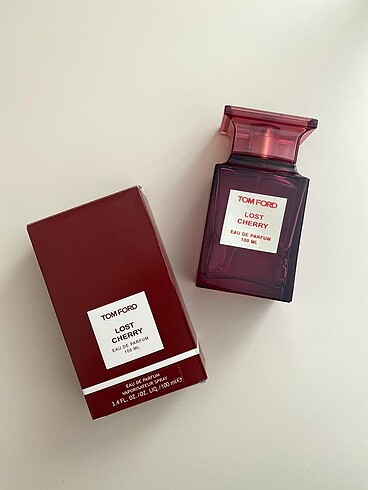 TOM FORD
LOST
CHERRY
EAU DE PARFUM
100 ML
TOM FORD
LOST
CHERRY
EAU DE PARFUM
100 ML
EAU DE PARFUM
VAPORISATEUR SPRAY
3.4 FL. OZ./OZ. LIQ./100 ml ℮